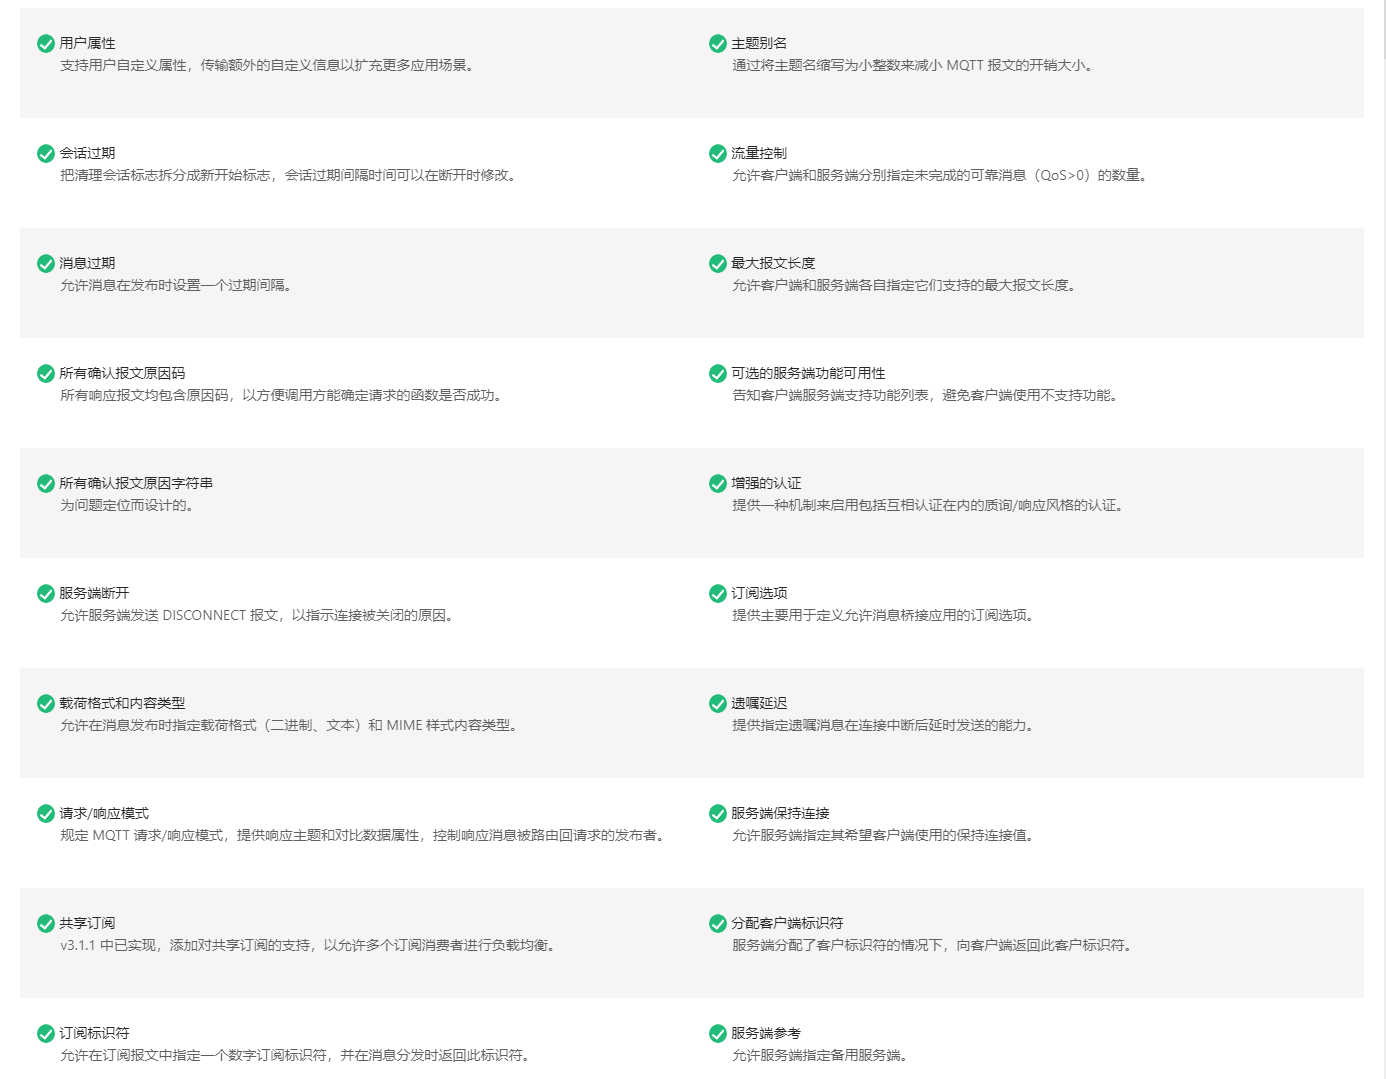 用户属性
支持用户自定义属性，传输额外的自定义信息以扩充更多应用场景。
主题别名
通过将主题名缩写为小整数来减小 MQTT 报文的开销大小。
会话过期
把清理会话标志拆分成新开始标志，会话过期间隔时间可以在断开时修改。
流量控制
允许客户端和服务端分别指定未完成的可靠消息（QoS>0）的数量。
消息过期
允许消息在发布时设置一个过期间隔。
最大报文长度
允许客户端和服务端各自指定它们支持的最大报文长度。
所有确认报文原因码
所有响应报文均包含原因码，以方便调用方能确定请求的函数是否成功。
可选的服务端功能可用性
告知客户端服务端支持功能列表，避免客户端使用不支持功能。
所有确认报文原因字符串
为问题定位而设计的。
增强的认证
提供一种机制来启用包括互相认证在内的质询/响应风格的认证。
服务端断开
允许服务端发送 DISCONNECT 报文，以指示连接被关闭的原因。
订阅选项
提供主要用于定义允许消息桥接应用的订阅选项。
载荷格式和内容类型
允许在消息发布时指定载荷格式（二进制、文本）和 MIME 样式内容类型。
遗嘱延迟
提供指定遗嘱消息在连接中断后延时发送的能力。
请求/响应模式
规定 MQTT 请求/响应模式，提供响应主题和对比数据属性，控制响应消息被路由回请求的发布者。
服务端保持连接
允许服务端指定其希望客户端使用的保持连接值。
共享订阅
v3.1.1 中已实现，添加对共享订阅的支持，以允许多个订阅消费者进行负载均衡。
分配客户端标识符
服务端分配了客户标识符的情况下，向客户端返回此客户标识符。
订阅标识符
允许在订阅报文中指定一个数字订阅标识符，并在消息分发时返回此标识符。
服务端参考
允许服务端指定备用服务端。